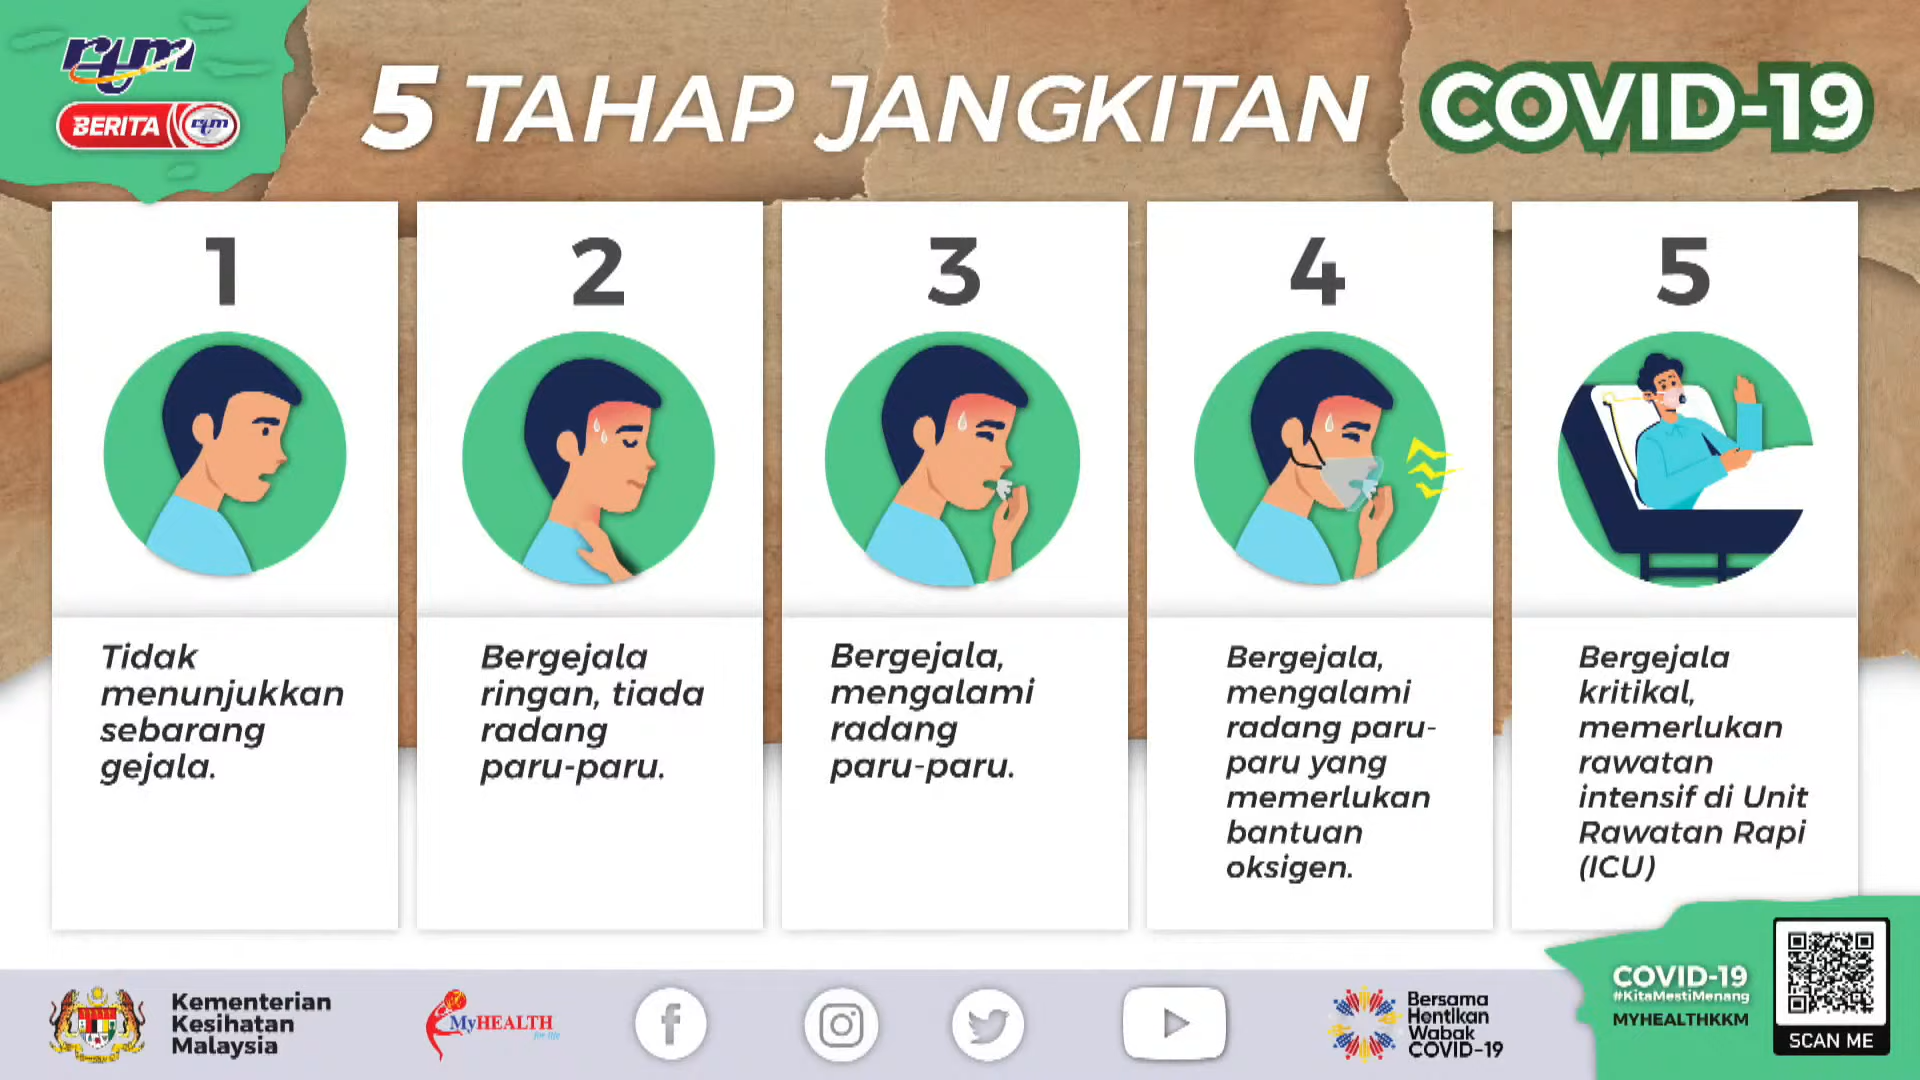 rtm
BERITA rtm
5 TAHAP JANGKITAN COVID-19
1
Tidak
menunjukkan
sebarang
gejala.
2
Bergejala
ringan, tiada
radang
paru-paru.
3
Bergejala,
mengalami
radang
paru-paru.
4
Bergejala,
mengalami
radang paru-
paru yang
memerlukan
bantuan
oksigen.
5
Bergejala
kritikal,
memerlukan
rawatan
intensif di Unit
Rawatan Rapi
(ICU)
Kementerian
Kesihatan
Malaysia
MyHEALTH
for life
Bersama
Hentikan
Wabak
COVID-19
COVID-19
#KitaMestiMenang
MYHEALTHKKM
SCAN ME